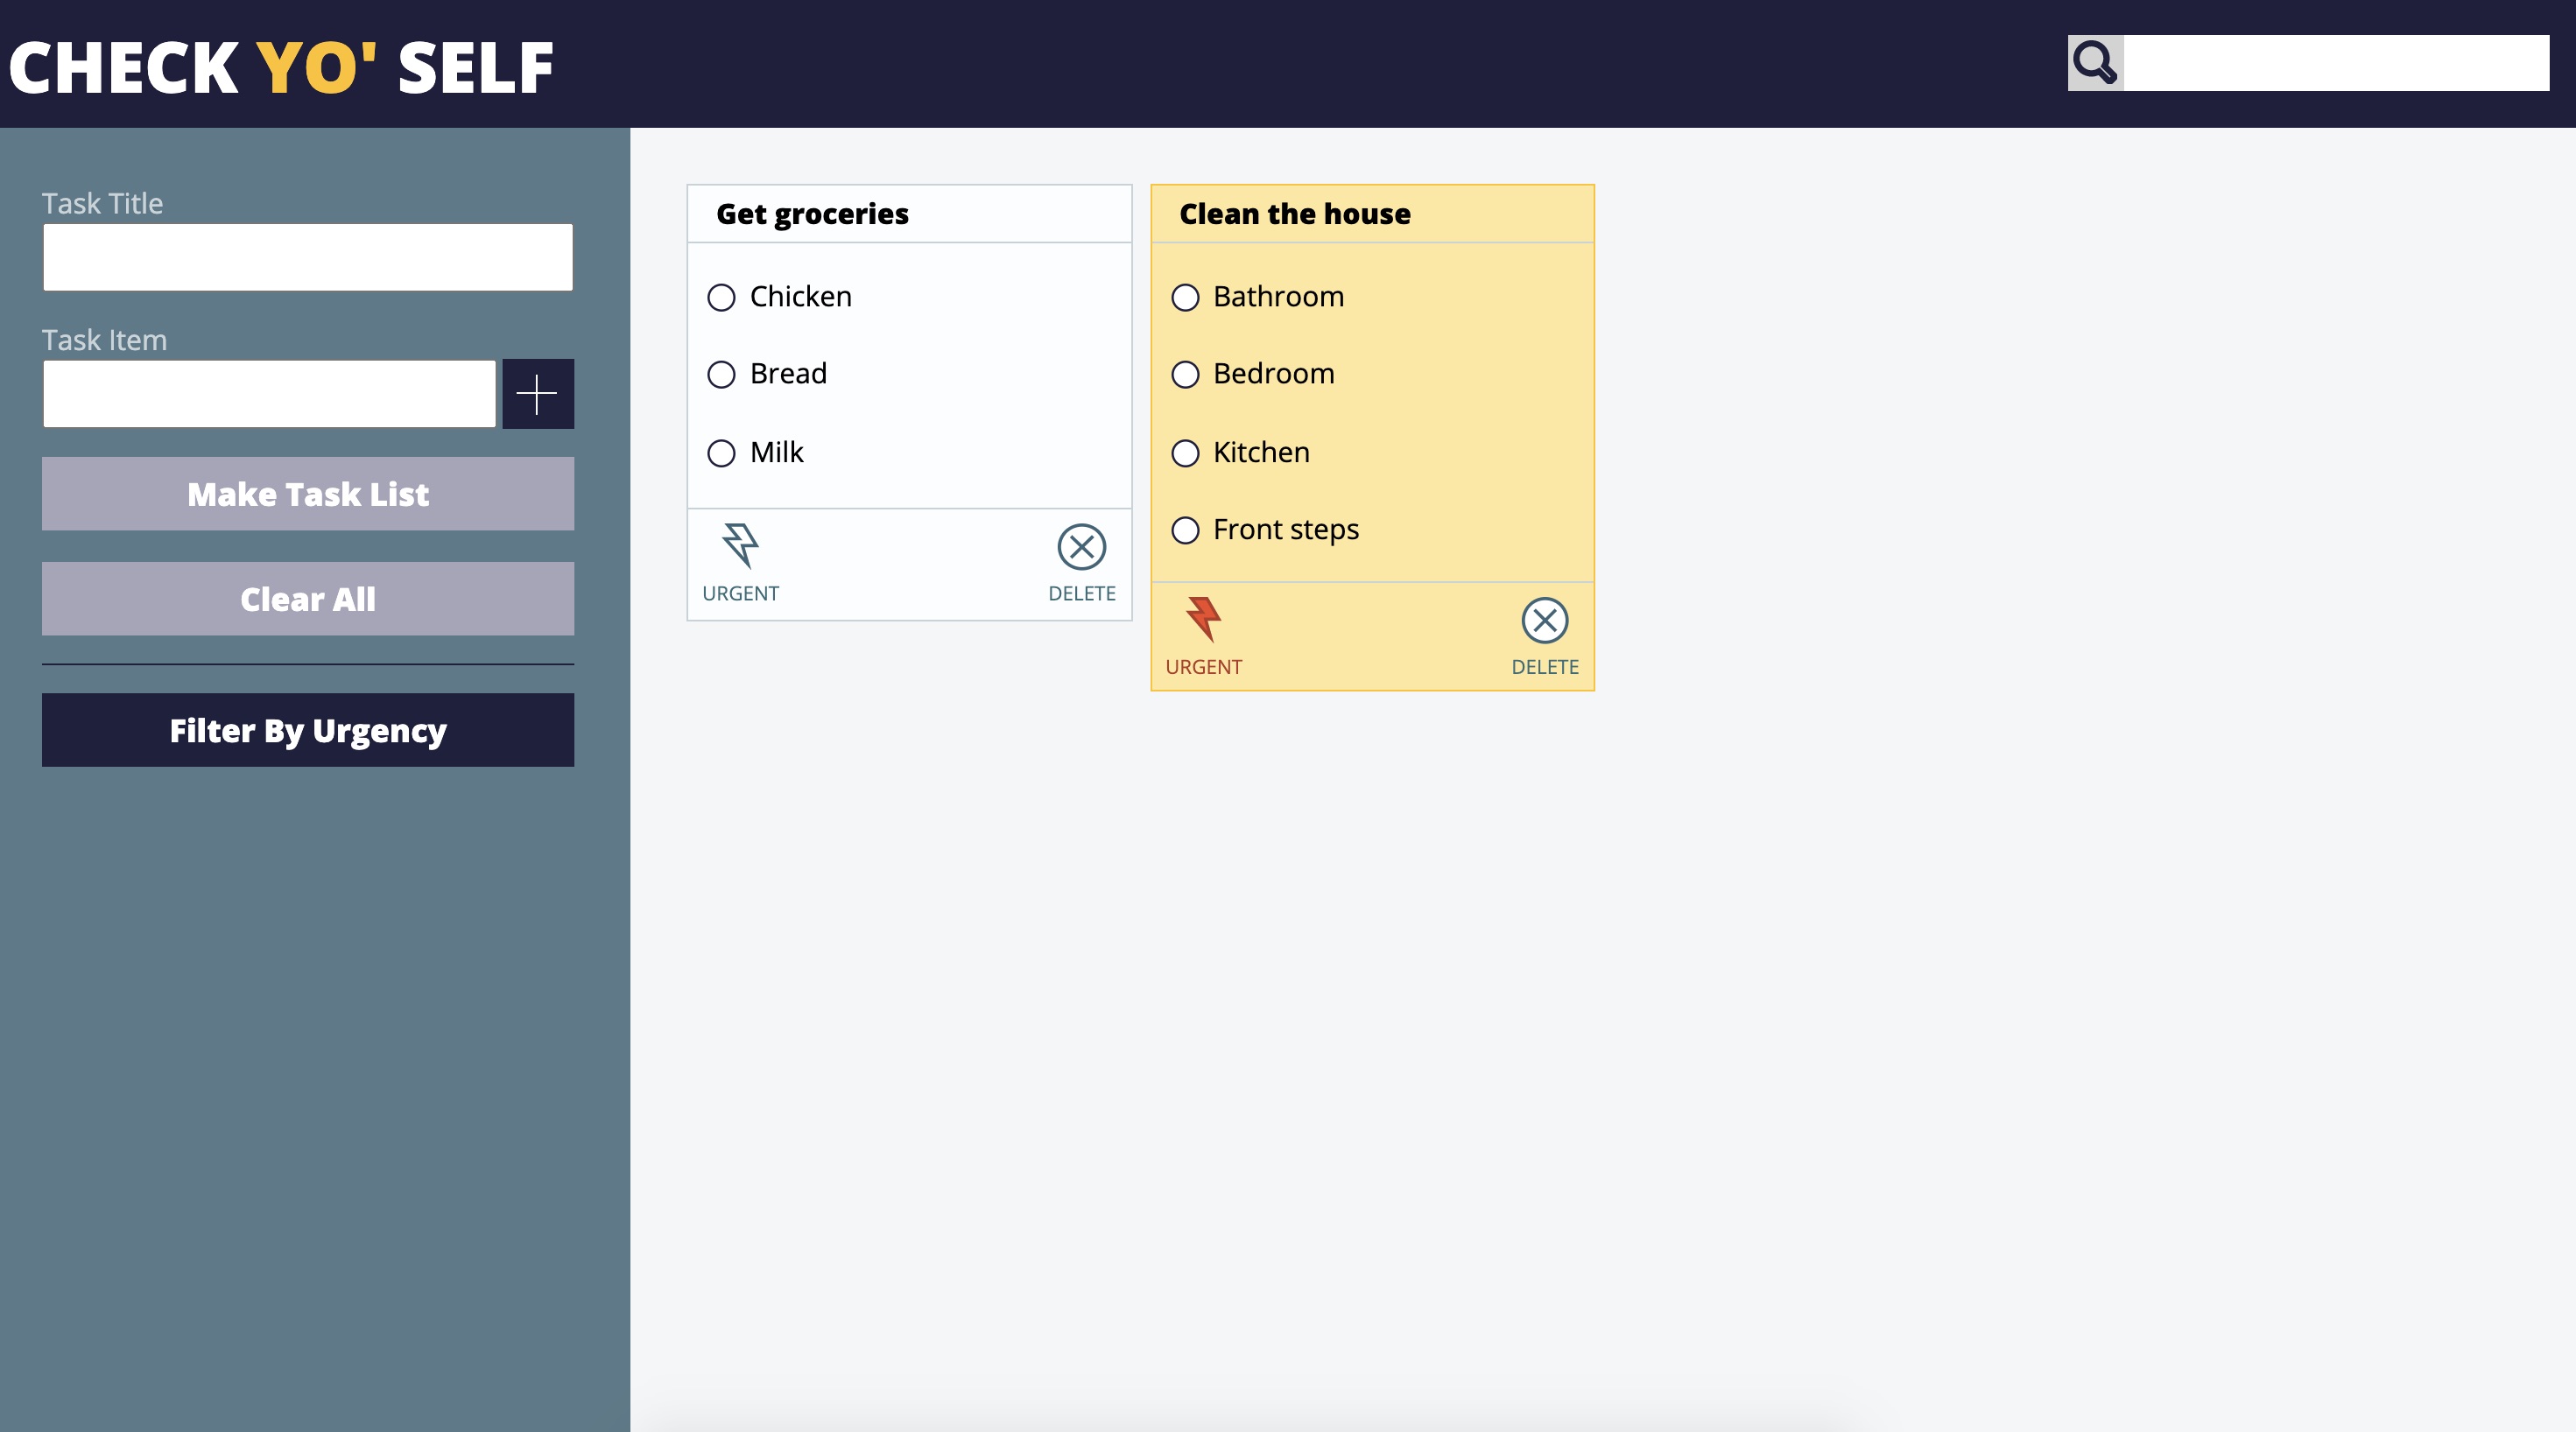 CHECK YO' SELF
Task Title
Task Item
Make Task List
Clear All
Filter By Urgency
Get groceries
Chicken
Bread
Milk
URGENT
DELETE
Clean the house
Bathroom
Bedroom
Kitchen
Front steps
URGENT
DELETE